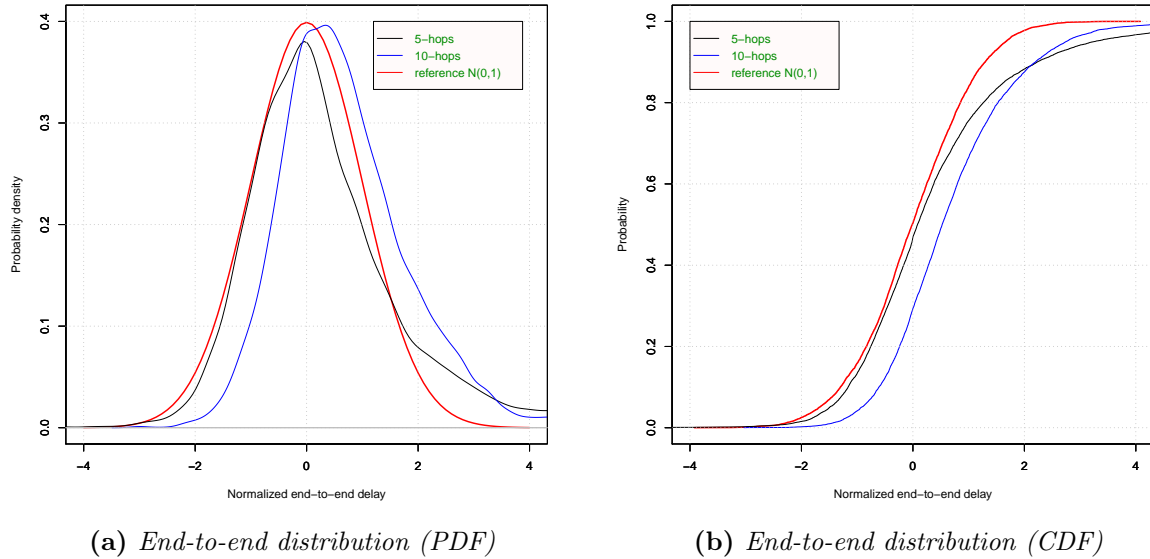 5-hops
10-hops
reference N(0,1)
0.0
0.1
0.2
0.3
0.4
Probability density
-4
-2
0
2
4
Normalized end-to-end delay
(a) End-to-end distribution (PDF)
5-hops
10-hops
reference N(0,1)
0.0
0.2
0.4
0.6
0.8
1.0
Probability
-4
-2
0
2
4
Normalized end-to-end delay
(b) End-to-end distribution (CDF)